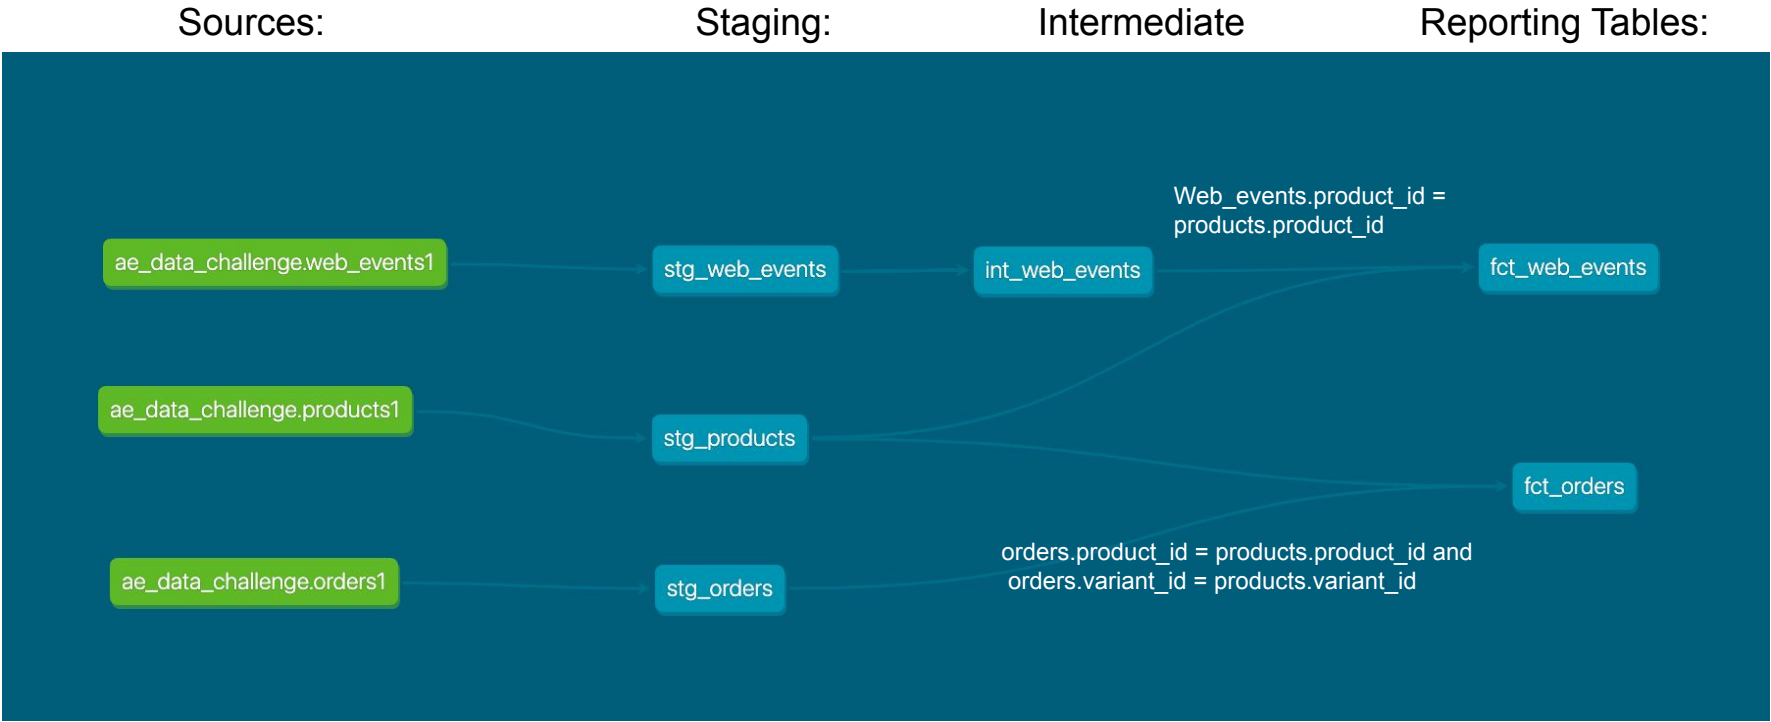 Sources:
Staging:
Intermediate
Reporting Tables:
Web_events.product_id =
products.product_id
ae_data_challenge.web_events1
stg_web_events
int_web_events
fct_web_events
ae_data_challenge.products1
stg_products
fct_orders
orders.product_id = products.product_id and
orders.variant_id = products.variant_id
ae_data_challenge.orders1
stg_orders